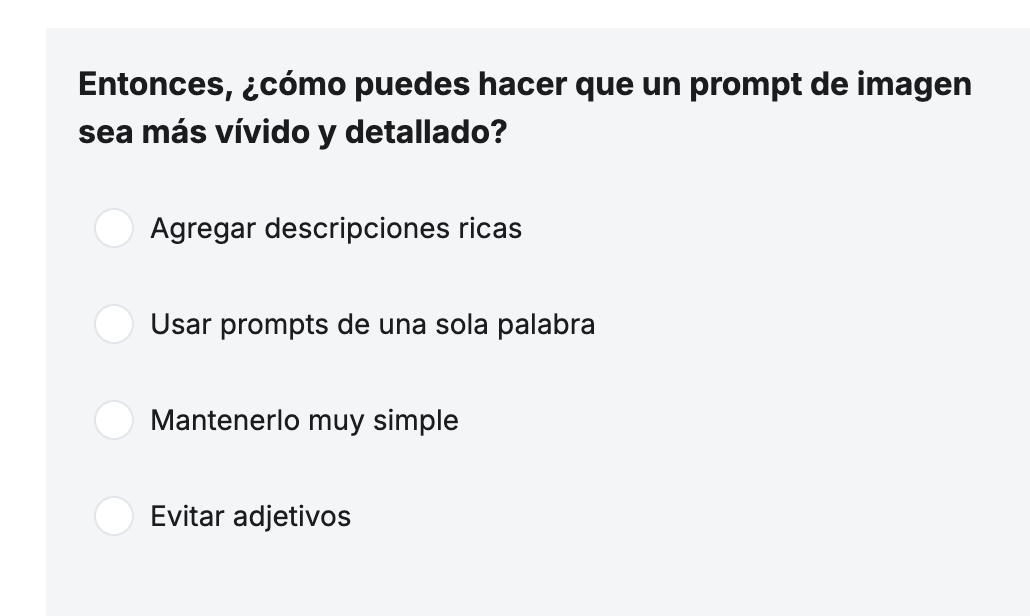 Entonces, ¿cómo puedes hacer que un prompt de imagen
sea más vívido y detallado?
Agregar descripciones ricas
Usar prompts de una sola palabra
Mantenerlo muy simple
Evitar adjetivos